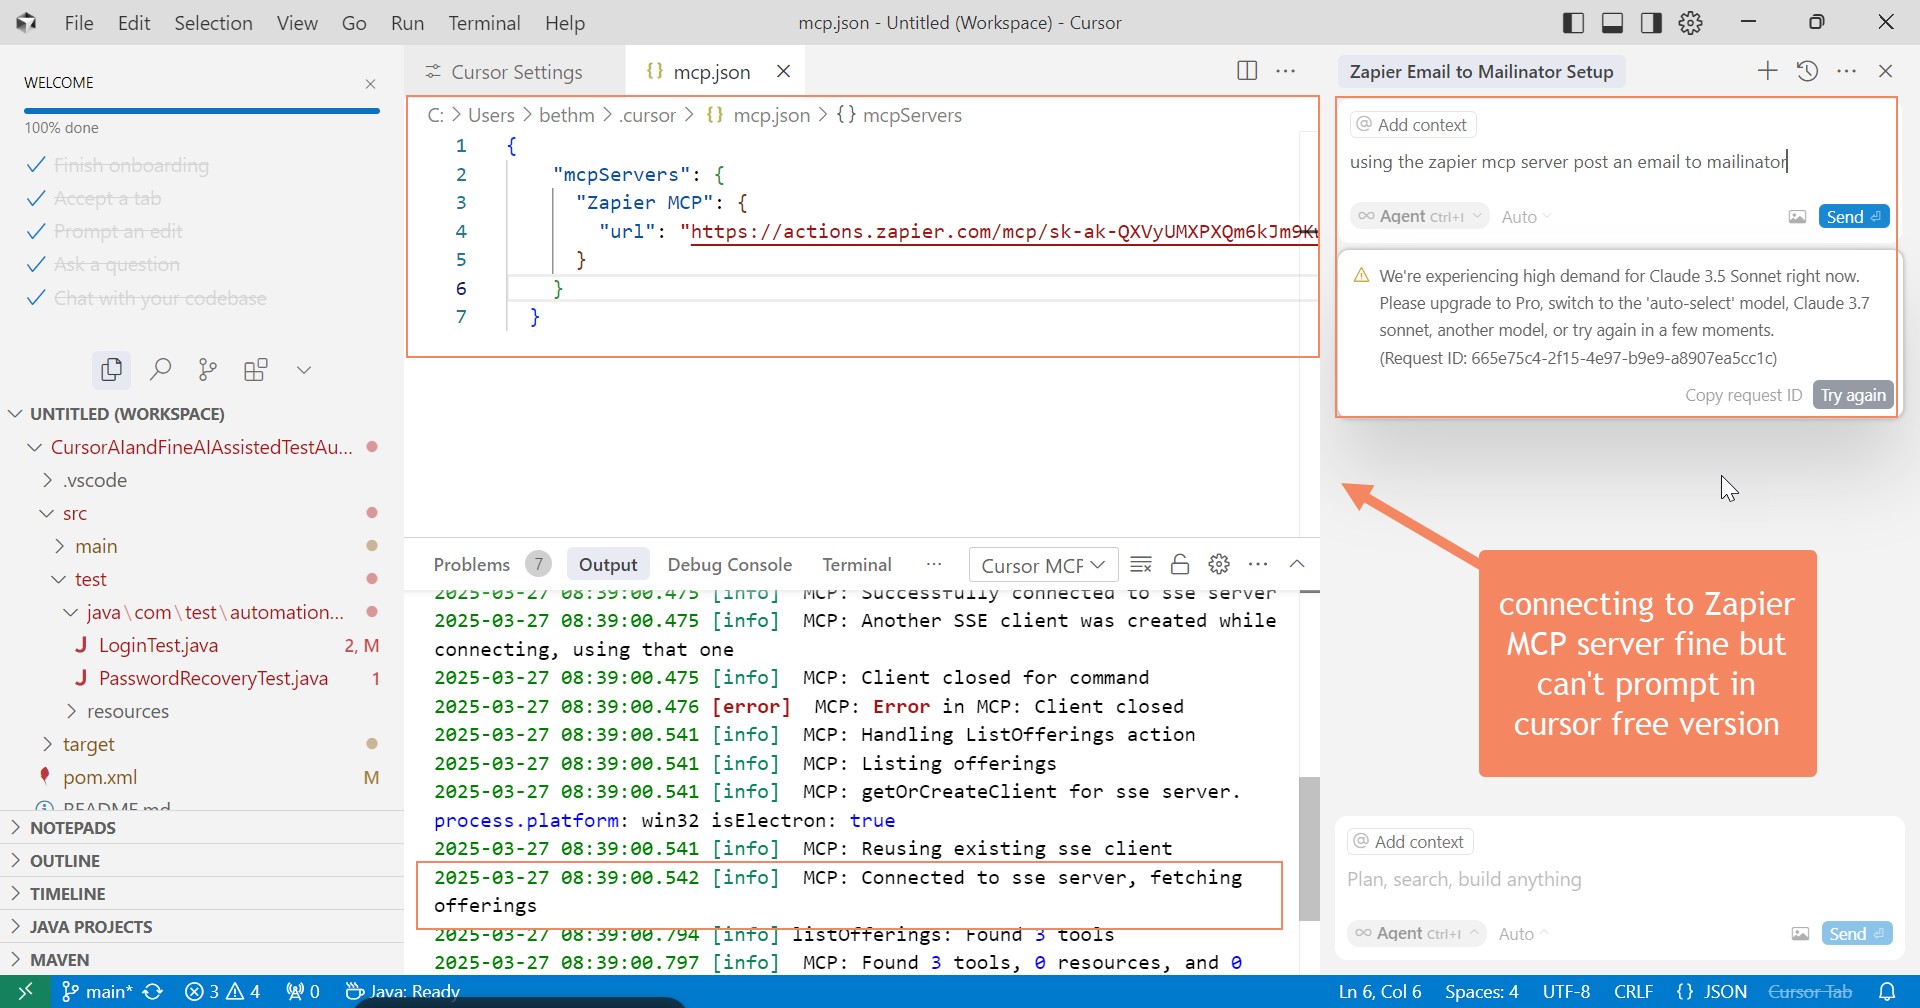 File Edit Selection View Go Run Terminal Help
mcp.json - Untitled (Workspace) - Cursor
WELCOME
100% done
Finish onboarding
Accept a tab
Prompt an edit
Ask a question
Chat with your codebase
UNTITLED (WORKSPACE)
CursorAIandFineAIAssistedTestAu...
.vscode
src
main
test
java\com\test\automation...
LoginTest.java 2, M
PasswordRecoveryTest.java 1
resources
target
pom.xml M
README.md
NOTEPADS
OUTLINE
TIMELINE
JAVA PROJECTS
MAVEN
Cursor Settings
{} mcp.json
C: > Users > bethm > .cursor > {} mcp.json > {} mcpServers
1 {
2 "mcpServers": {
3 "Zapier MCP": {
4 "url": "https://actions.zapier.com/mcp/sk-ak-QXVyUMXPXQm6kJm9
5 }
6 }
7 }
Problems 7 Output Debug Console Terminal ... Cursor MCP
2025-03-27 08:39:00.475 [info] MCP: Successfully connected to sse server
2025-03-27 08:39:00.475 [info] MCP: Another SSE client was created while
connecting, using that one
2025-03-27 08:39:00.475 [info] MCP: Client closed for command
2025-03-27 08:39:00.476 [error] MCP: Error in MCP: Client closed
2025-03-27 08:39:00.541 [info] MCP: Handling ListOfferings action
2025-03-27 08:39:00.541 [info] MCP: Listing offerings
2025-03-27 08:39:00.541 [info] MCP: getOrCreateClient for sse server.
process.platform: win32 isElectron: true
2025-03-27 08:39:00.541 [info] MCP: Reusing existing sse client
2025-03-27 08:39:00.542 [info] MCP: Connected to sse server, fetching
offerings
2025-03-27 08:39:00.794 [info] listOfferings: Found 3 tools
2025-03-27 08:39:00.797 [info] MCP: Found 3 tools, 0 resources, and 0
Zapier Email to Mailinator Setup
@ Add context
using the zapier mcp server post an email to mailinator
∞ Agent Ctrl+I Auto Send
We're experiencing high demand for Claude 3.5 Sonnet right now.
Please upgrade to Pro, switch to the 'auto-select' model, Claude 3.7
sonnet, another model, or try again in a few moments.
(Request ID: 665e75c4-2f15-4e97-b9e9-a8907ea5cc1c)
Copy request ID Try again
connecting to Zapier
MCP server fine but
can't prompt in
cursor free version
@ Add context
Plan, search, build anything
∞ Agent Ctrl+I Auto Send
main* 3 4 0 Java: Ready
Ln 6, Col 6 Spaces: 4 UTF-8 CRLF {} JSON Cursor Tab